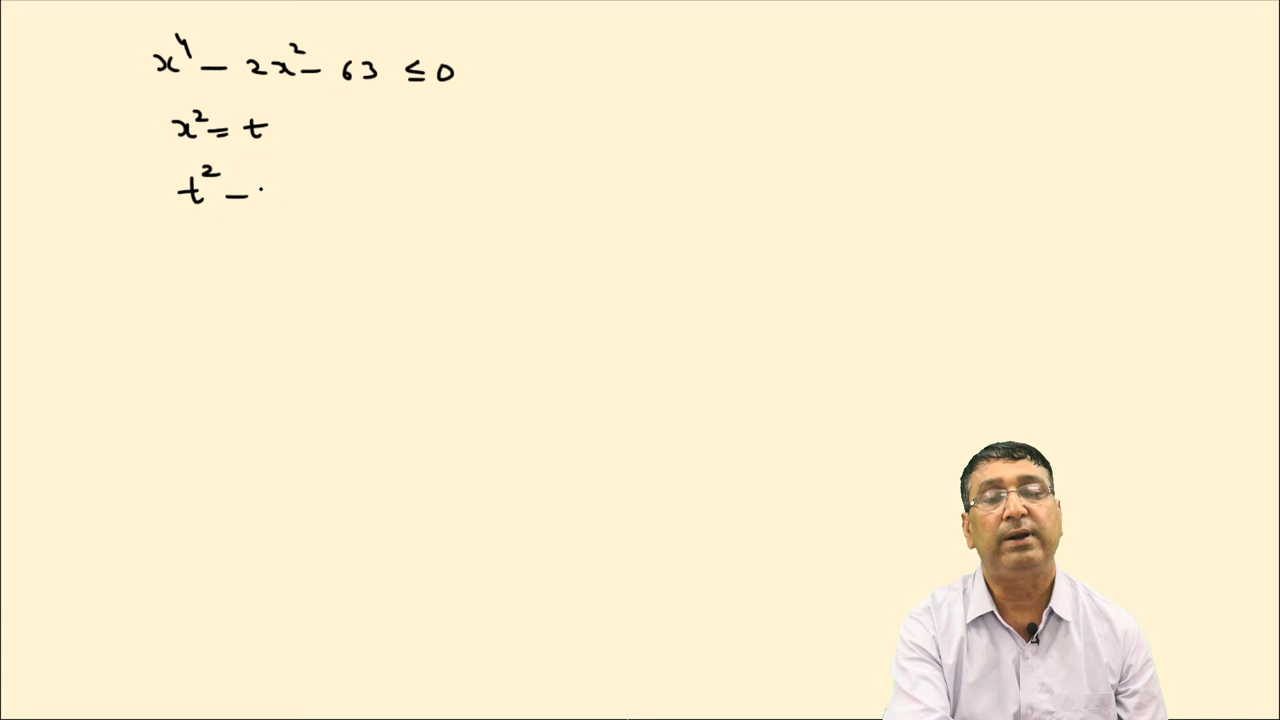 x⁴ − 2x² − 63 ≤ 0
x² = t
t² −